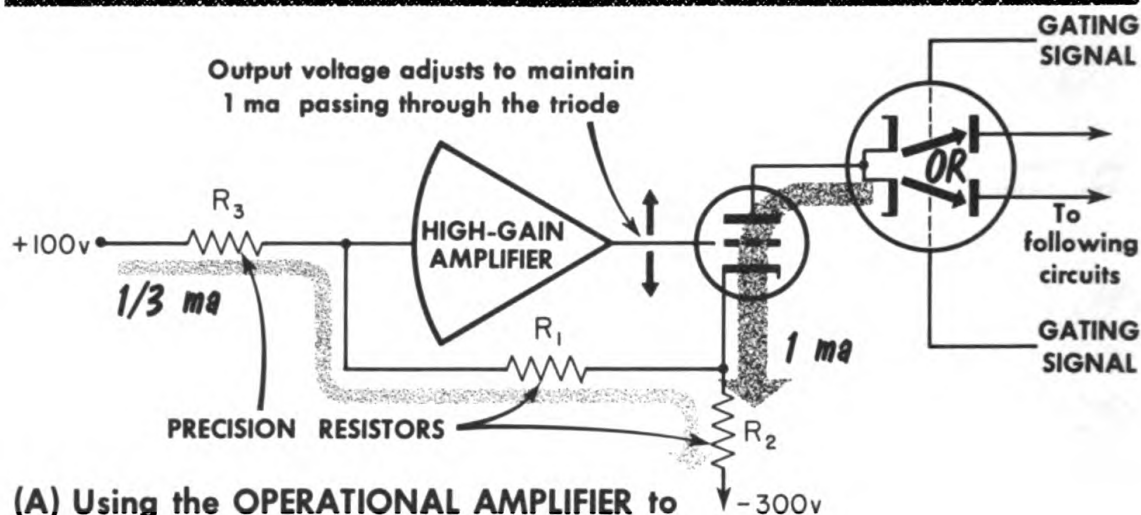 GATING
SIGNAL
Output voltage adjusts to maintain
1 ma passing through the triode
OR
R3
+100v
HIGH-GAIN
AMPLIFIER
To
following
circuits
1/3 ma
R1
1 ma
GATING
SIGNAL
PRECISION RESISTORS
R2
(A) Using the OPERATIONAL AMPLIFIER to
-300v